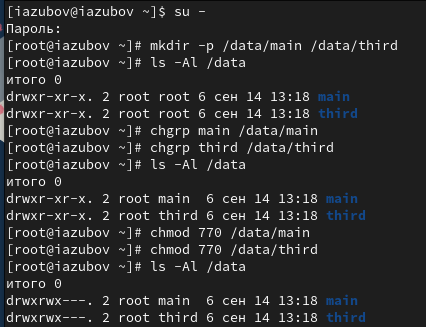 [iazubov@iazubov ~]$ su -
Пароль:
[root@iazubov ~]# mkdir -p /data/main /data/third
[root@iazubov ~]# ls -Al /data
итого 0
drwxr-xr-x. 2 root root 6 сен 14 13:18 main
drwxr-xr-x. 2 root root 6 сен 14 13:18 third
[root@iazubov ~]# chgrp main /data/main
[root@iazubov ~]# chgrp third /data/third
[root@iazubov ~]# ls -Al /data
итого 0
drwxr-xr-x. 2 root main  6 сен 14 13:18 main
drwxr-xr-x. 2 root third 6 сен 14 13:18 third
[root@iazubov ~]# chmod 770 /data/main
[root@iazubov ~]# chmod 770 /data/third
[root@iazubov ~]# ls -Al /data
итого 0
drwxrwx---. 2 root main  6 сен 14 13:18 main
drwxrwx---. 2 root third 6 сен 14 13:18 third